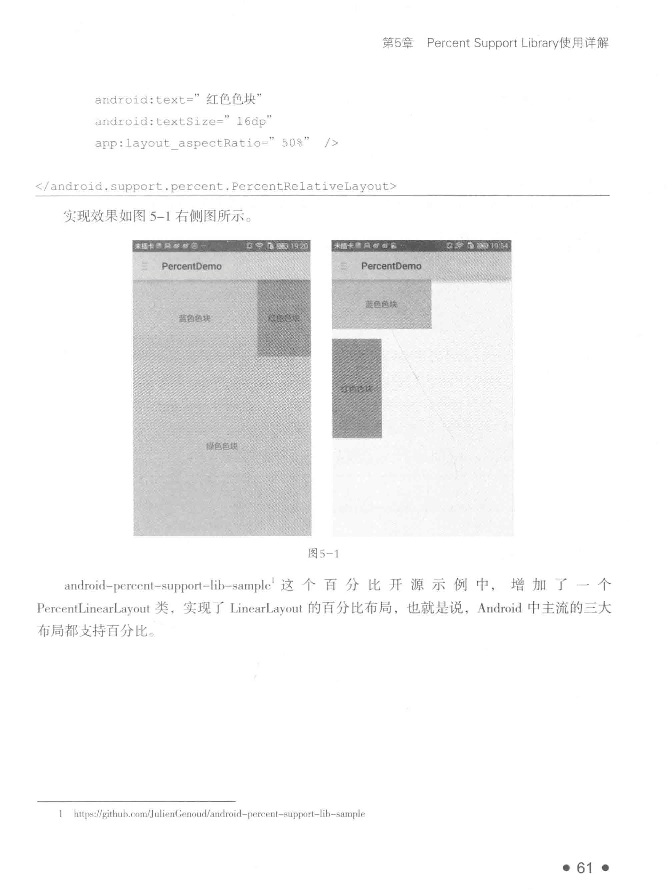 第5章 Percent Support Library使用详解
android:text="红色色块"
android:textSize="16dp"
app:layout_aspectRatio="50%" />
</android.support.percent.PercentRelativeLayout>
实现效果如图5-1右侧图所示。
未插卡 19:20
PercentDemo
蓝色色块
红色色块
绿色色块
未插卡 19:54
PercentDemo
蓝色色块
红色色块
图5-1
android-percent-support-lib-sample1 这个百分比开源示例中，增加了一个
PercentLinearLayout 类，实现了 LinearLayout 的百分比布局，也就是说，Android 中主流的三大
布局都支持百分比。
1 https://github.com/JulienGenoud/android-percent-support-lib-sample
● 61 ●